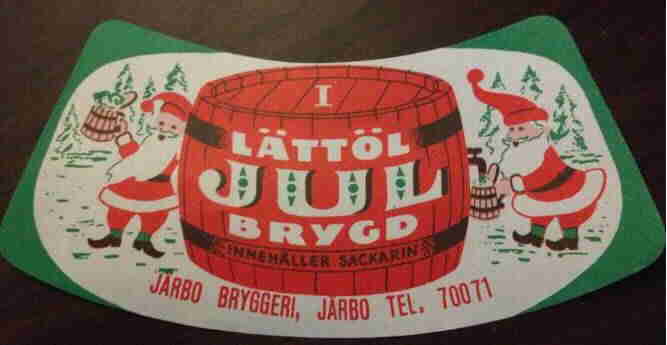 I
LÄTTÖL
JUL
BRYGD
INNEHÅLLER SACKARIN
JÄRBO BRYGGERI, JÄRBO TEL. 70071